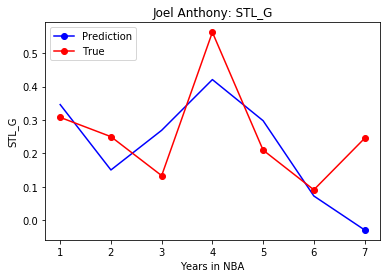 Joel Anthony: STL_G
Prediction
True
STL_G
0.5
0.4
0.3
0.2
0.1
0.0
1 2 3 4 5 6 7
Years in NBA